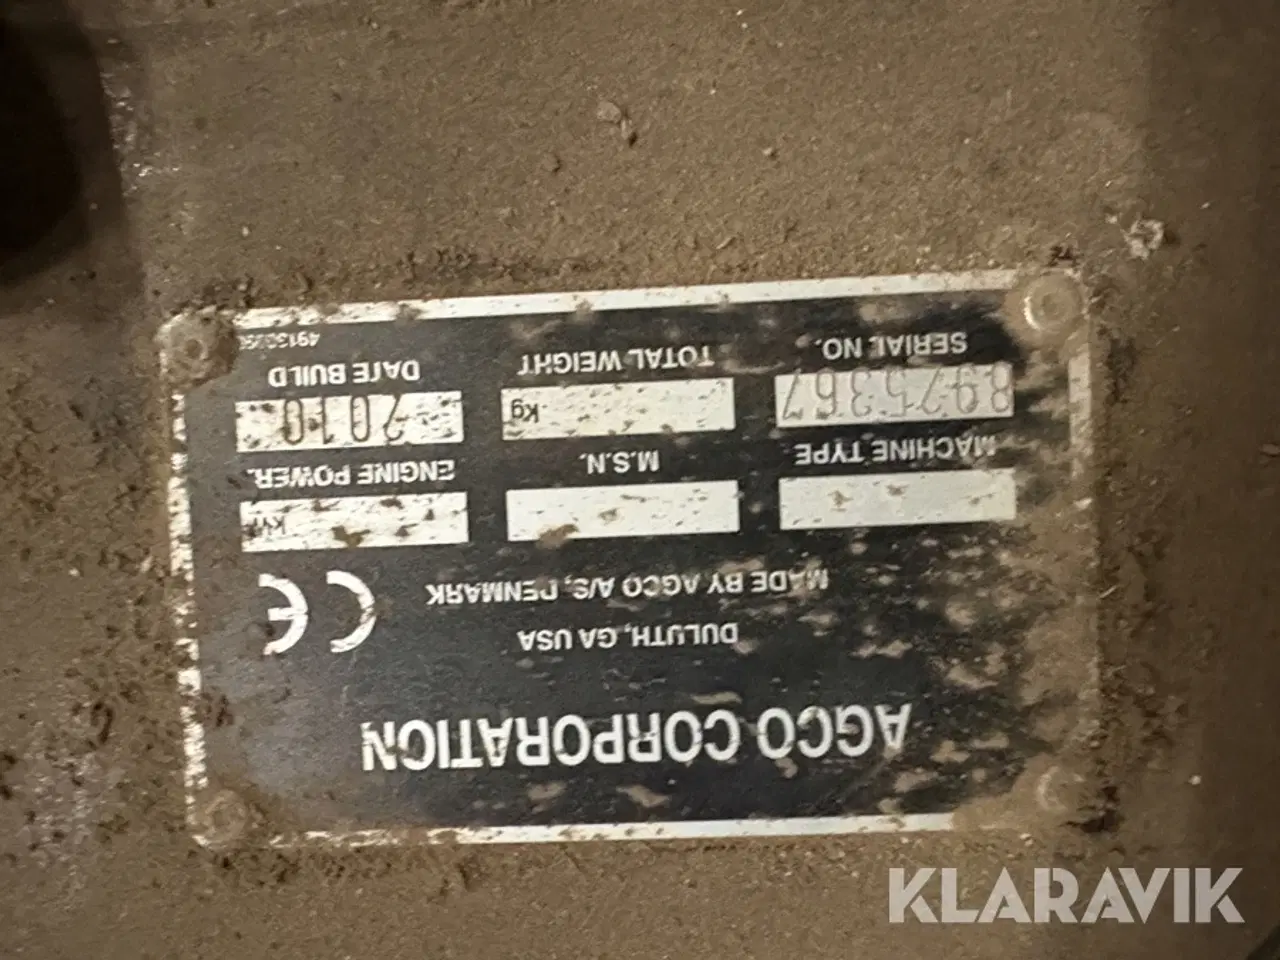 AGCO CORPORATION
DULUTH, GA USA
MADE BY AGCO A/S, DENMARK CE
kW
MACHINE TYPE M.S.N. ENGINE POWER.
8925367 Kg 2010
SERIAL NO. TOTAL WEIGHT DATE BUILD
KLARAVIK